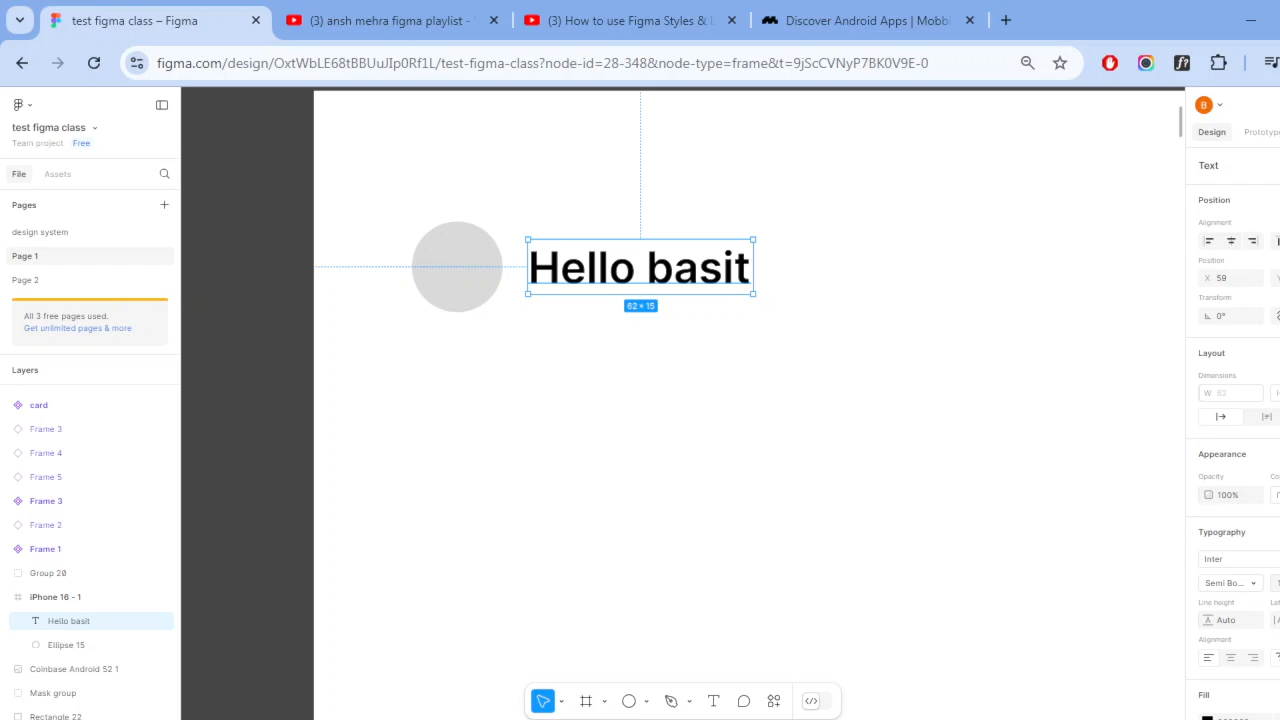 test figma class – Figma
(3) ansh mehra figma playlist -
(3) How to use Figma Styles &
Discover Android Apps | Mobbi
figma.com/design/OxtWbLE68tBBUuJIp0Rf1L/test-figma-class?node-id=28-348&node-type=frame&t=9jScCVNyP7BK0V9E-0
test figma class
Team project Free
File Assets
Pages
design system
Page 1
Page 2
All 3 free pages used.
Get unlimited pages & more
Layers
card
Frame 3
Frame 4
Frame 5
Frame 3
Frame 2
Frame 1
Group 20
iPhone 16 - 1
Hello basit
Ellipse 15
Coinbase Android 52 1
Mask group
Rectangle 22
Hello basit
62 × 15
B
Design Prototype
Text
Position
Alignment
Position
X 59
Transform
0°
Layout
Dimensions
W 62
Appearance
Opacity
100%
Typography
Inter
Semi Bo...
Line height
Auto
Alignment
Fill